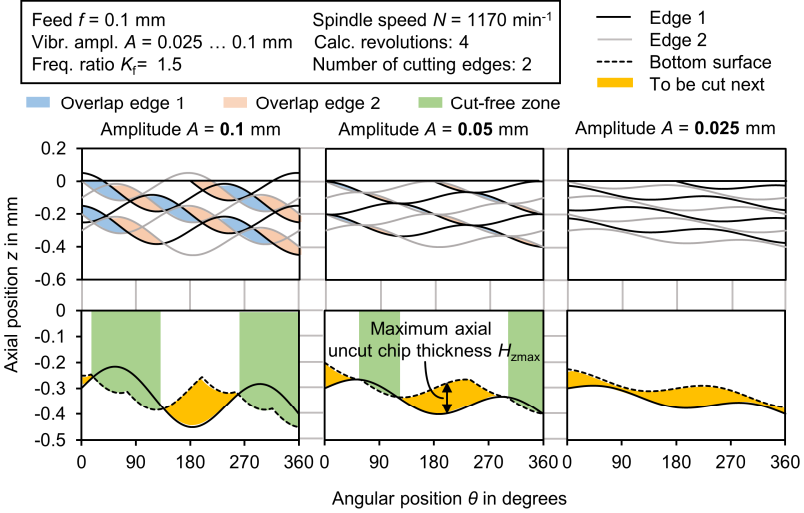 Feed f = 0.1 mm
Spindle speed N = 1170 min-1
Vibr. ampl. A = 0.025 … 0.1 mm
Calc. revolutions: 4
Freq. ratio Kf= 1.5
Number of cutting edges: 2
Edge 1
Edge 2
Bottom surface
To be cut next
Overlap edge 1
Overlap edge 2
Cut-free zone
Amplitude A = 0.1 mm
Amplitude A = 0.05 mm
Amplitude A = 0.025 mm
Axial position z in mm
0.2
0
-0.2
-0.4
-0.6
0
-0.1
-0.2
-0.3
-0.4
-0.5
Maximum axial
uncut chip thickness Hzmax
0 90 180 270 360
0 90 180 270 360
0 90 180 270 360
Angular position θ in degrees